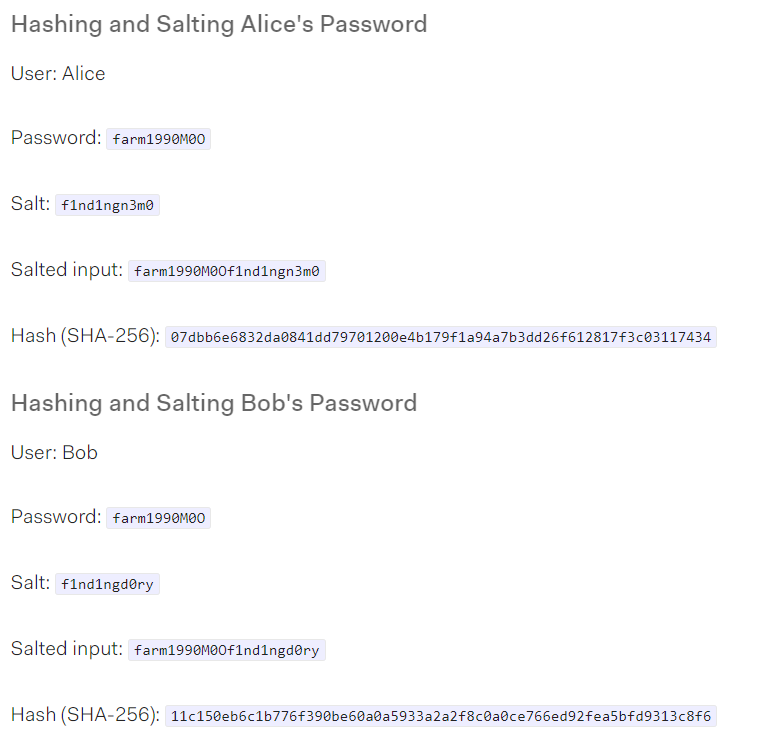 Hashing and Salting Alice's Password
User: Alice
Password: farm1990M0O
Salt: f1nd1ngn3m0
Salted input: farm1990M0Of1nd1ngn3m0
Hash (SHA-256): 07dbb6e6832da0841dd79701200e4b179f1a94a7b3dd26f612817f3c03117434
Hashing and Salting Bob's Password
User: Bob
Password: farm1990M0O
Salt: f1nd1ngd0ry
Salted input: farm1990M0Of1nd1ngd0ry
Hash (SHA-256): 11c150eb6c1b776f390be60a0a5933a2a2f8c0a0ce766ed92fea5bfd9313c8f6